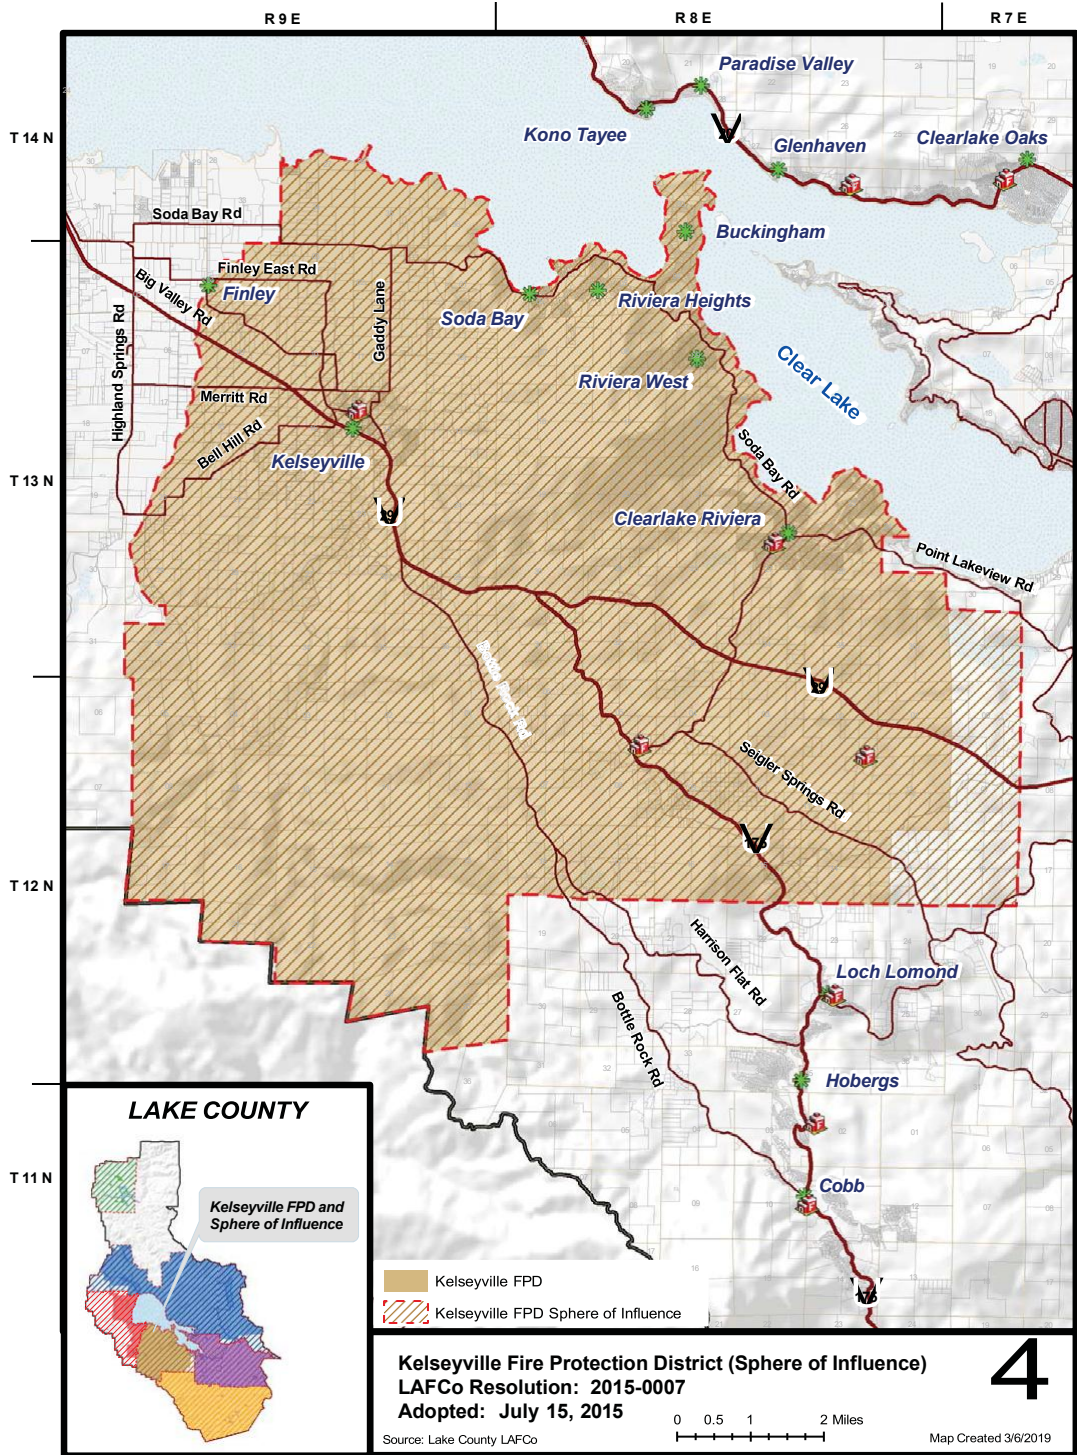 R 9 E
R 8 E
R 7 E
T 14 N
T 13 N
T 12 N
T 11 N
Paradise Valley
Kono Tayee
Glenhaven
Clearlake Oaks
Soda Bay Rd
Buckingham
Finley East Rd
Finley
Big Valley Rd
Gaddy Lane
Soda Bay
Riviera Heights
Highland Springs Rd
Clear Lake
Riviera West
Merritt Rd
Bell Hill Rd
Kelseyville
Soda Bay Rd
29
Clearlake Riviera
Point Lakeview Rd
Bottle Rock Rd
29
Seigler Springs Rd
175
Harrison Flat Rd
Loch Lomond
Bottle Rock Rd
Hobergs
Cobb
175
LAKE COUNTY
Kelseyville FPD and
Sphere of Influence
Kelseyville FPD
Kelseyville FPD Sphere of Influence
Kelseyville Fire Protection District (Sphere of Influence)
LAFCo Resolution: 2015-0007
Adopted: July 15, 2015
Source: Lake County LAFCo
0 0.5 1 2 Miles
4
Map Created 3/6/2019